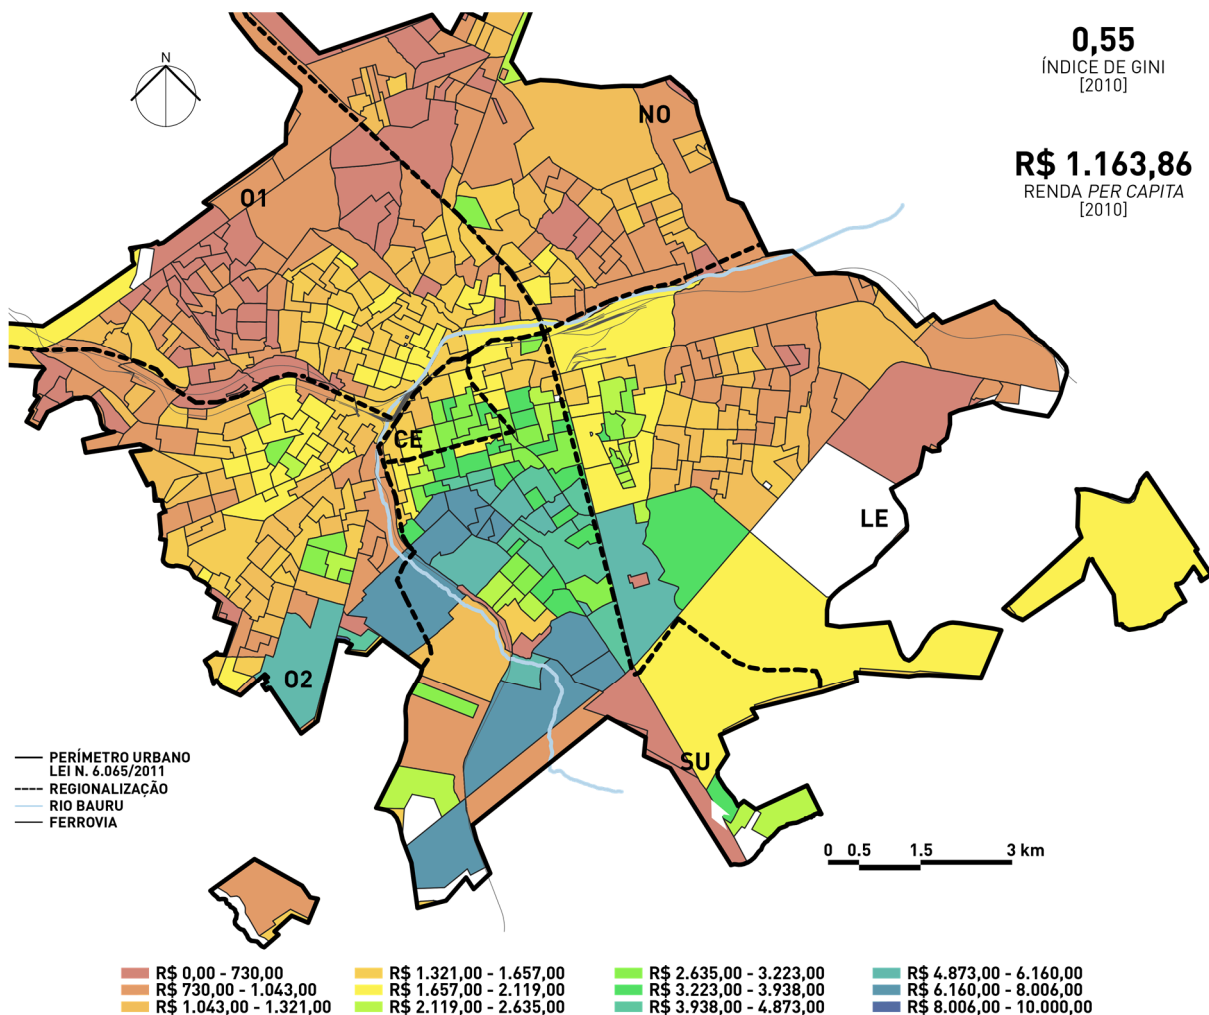 0,55
ÍNDICE DE GINI
[2010]
N
NO
R$ 1.163,86
RENDA PER CAPITA
[2010]
O1
CE
LE
O2
SU
PERÍMETRO URBANO
LEI N. 6.065/2011
REGIONALIZAÇÃO
RIO BAURU
FERROVIA
0 0.5 1.5 3 km
R$ 0,00 - 730,00
R$ 730,00 - 1.043,00
R$ 1.043,00 - 1.321,00
R$ 1.321,00 - 1.657,00
R$ 1.657,00 - 2.119,00
R$ 2.119,00 - 2.635,00
R$ 2.635,00 - 3.223,00
R$ 3.223,00 - 3.938,00
R$ 3.938,00 - 4.873,00
R$ 4.873,00 - 6.160,00
R$ 6.160,00 - 8.006,00
R$ 8.006,00 - 10.000,00